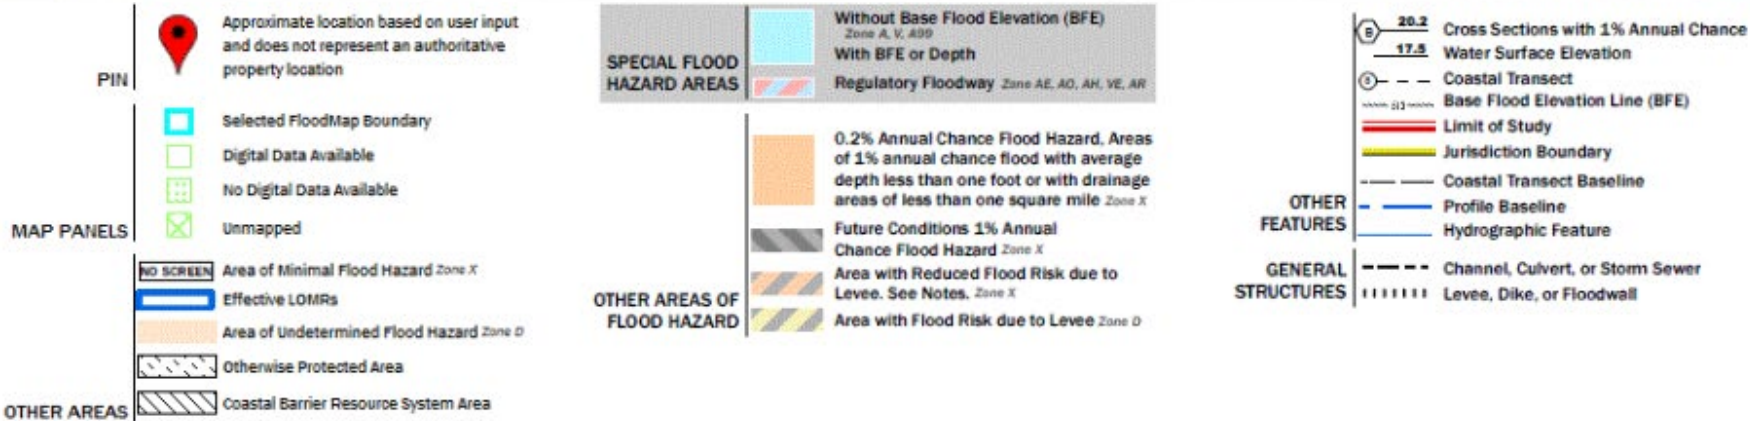 PIN
Approximate location based on user input
and does not represent an authoritative
property location
MAP PANELS
Selected FloodMap Boundary
Digital Data Available
No Digital Data Available
Unmapped
OTHER AREAS
NO SCREEN Area of Minimal Flood Hazard Zone X
Effective LOMRs
Area of Undetermined Flood Hazard Zone D
Otherwise Protected Area
Coastal Barrier Resource System Area
SPECIAL FLOOD
HAZARD AREAS
Without Base Flood Elevation (BFE)
Zone A, V, A99
With BFE or Depth
Regulatory Floodway Zone AE, AO, AH, VE, AR
OTHER AREAS OF
FLOOD HAZARD
0.2% Annual Chance Flood Hazard, Areas
of 1% annual chance flood with average
depth less than one foot or with drainage
areas of less than one square mile Zone X
Future Conditions 1% Annual
Chance Flood Hazard Zone X
Area with Reduced Flood Risk due to
Levee. See Notes. Zone X
Area with Flood Risk due to Levee Zone D
OTHER
FEATURES
B 20.2 Cross Sections with 1% Annual Chance
17.5 Water Surface Elevation
Coastal Transect
Base Flood Elevation Line (BFE)
Limit of Study
Jurisdiction Boundary
Coastal Transect Baseline
Profile Baseline
Hydrographic Feature
GENERAL
STRUCTURES
Channel, Culvert, or Storm Sewer
Levee, Dike, or Floodwall